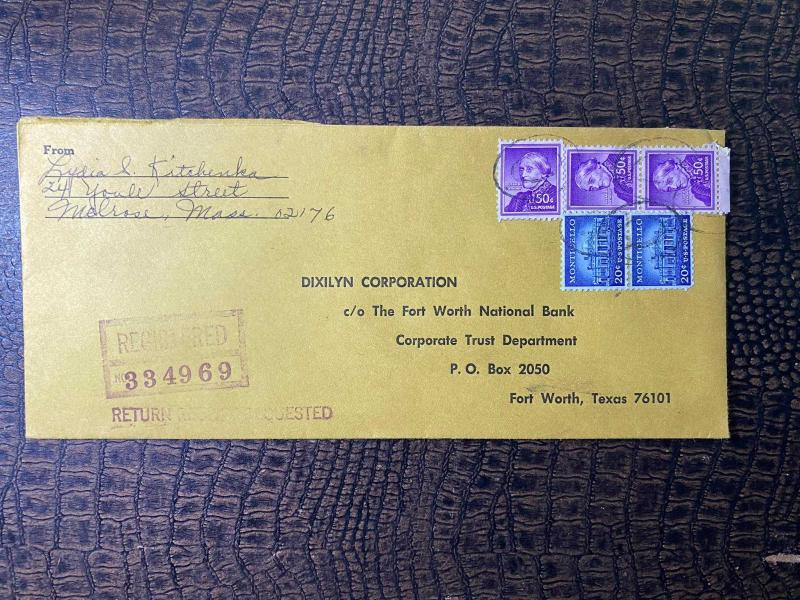 From
Lydia S. Kitchenka
24 Youle Street
Melrose, Mass. 02176
50¢
U.S. POSTAGE
50¢
50¢
MONTICELLO
20¢ U·S·POSTAGE
MONTICELLO
20¢ U·S·POSTAGE
DIXILYN CORPORATION
c/o The Fort Worth National Bank
Corporate Trust Department
P. O. Box 2050
Fort Worth, Texas 76101
REGISTERED
NO. 334969
RETURN RECEIPT REQUESTED